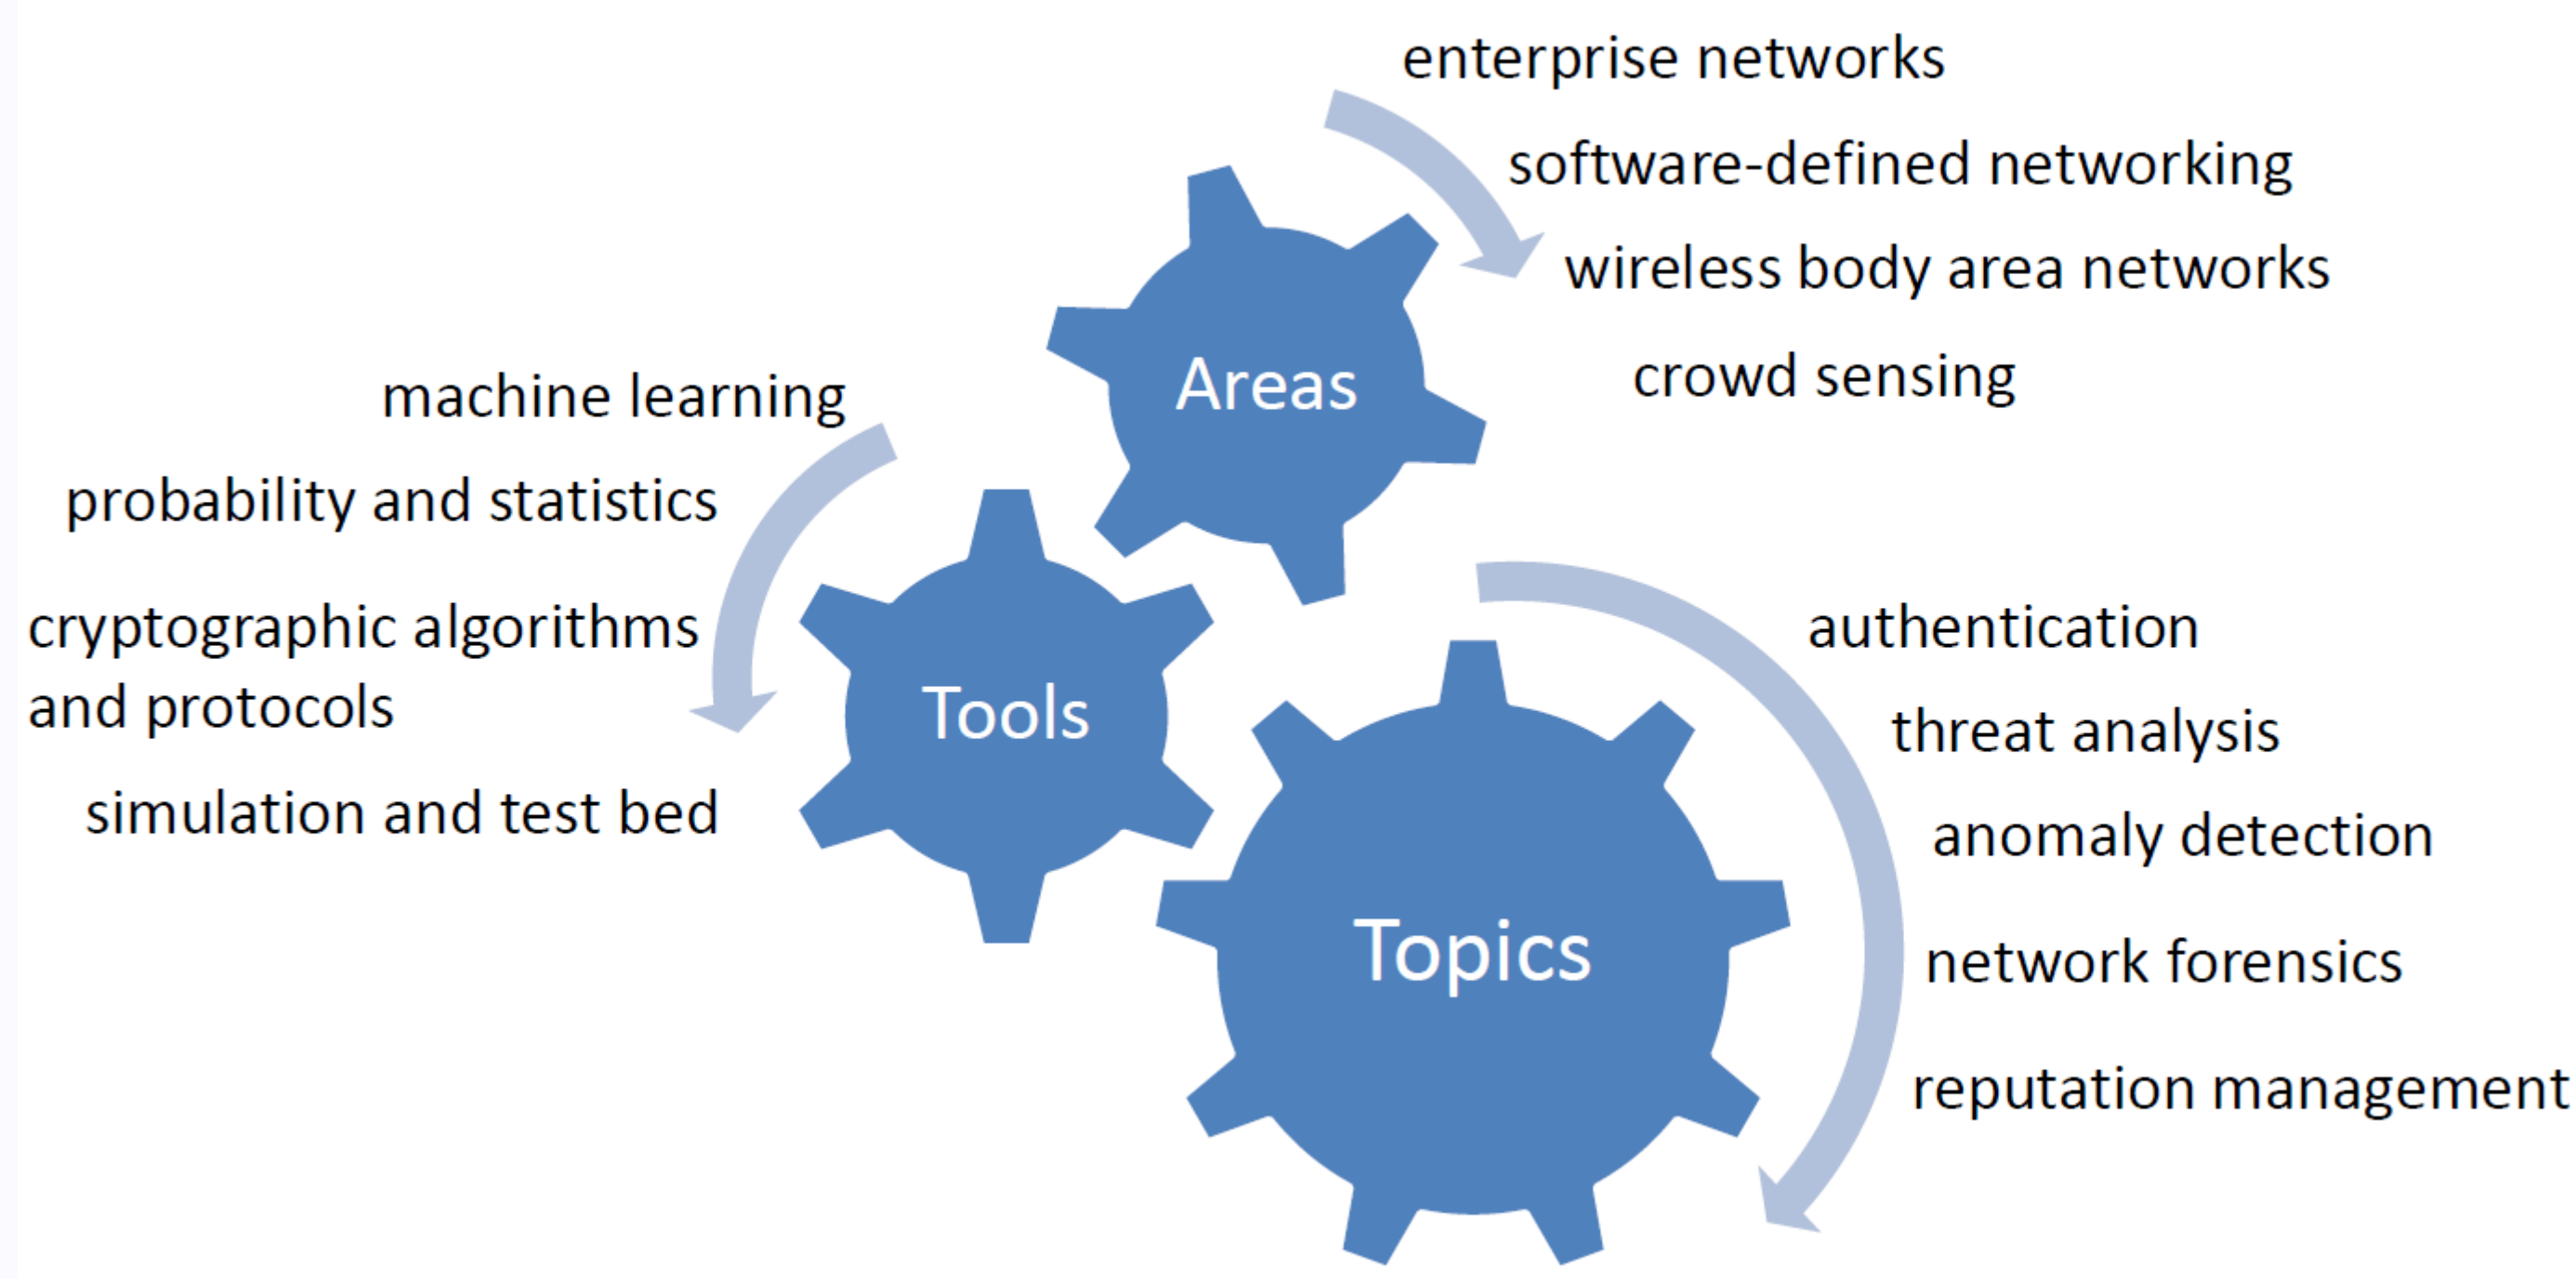 enterprise networks
software-defined networking
wireless body area networks
crowd sensing
Areas
machine learning
probability and statistics
cryptographic algorithms
and protocols
simulation and test bed
Tools
authentication
threat analysis
anomaly detection
network forensics
reputation management
Topics